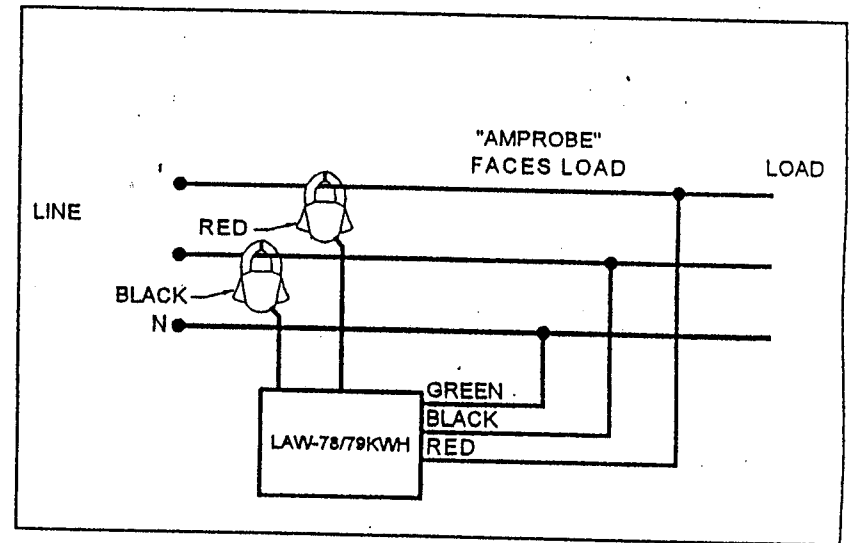 "AMPROBE"
FACES LOAD
LOAD
LINE
RED
BLACK
N
GREEN
BLACK
LAW-78/79KWH
RED